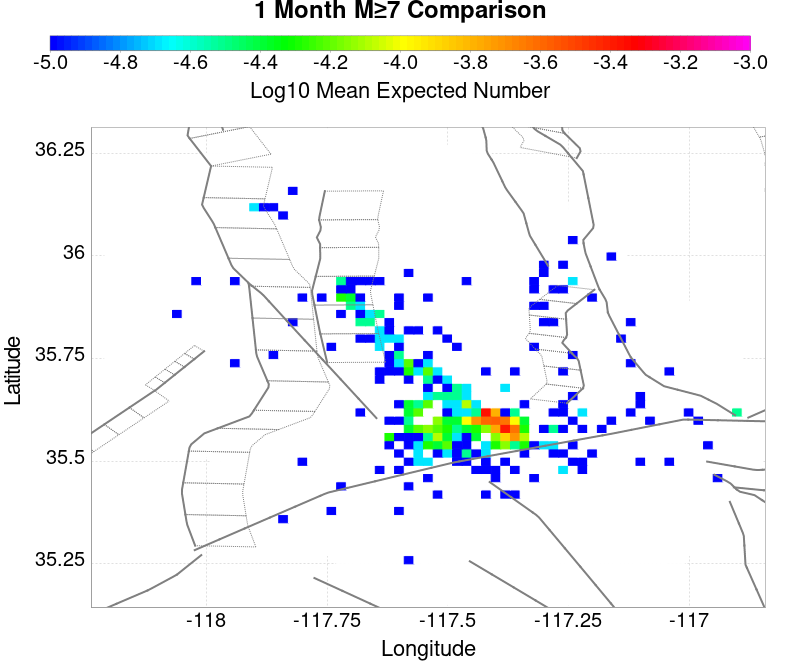 1 Month M≥7 Comparison
-5.0 -4.8 -4.6 -4.4 -4.2 -4.0 -3.8 -3.6 -3.4 -3.2 -3.0
Log10 Mean Expected Number
36.25
36
35.75
35.5
35.25
Latitude
-118 -117.75 -117.5 -117.25 -117
Longitude